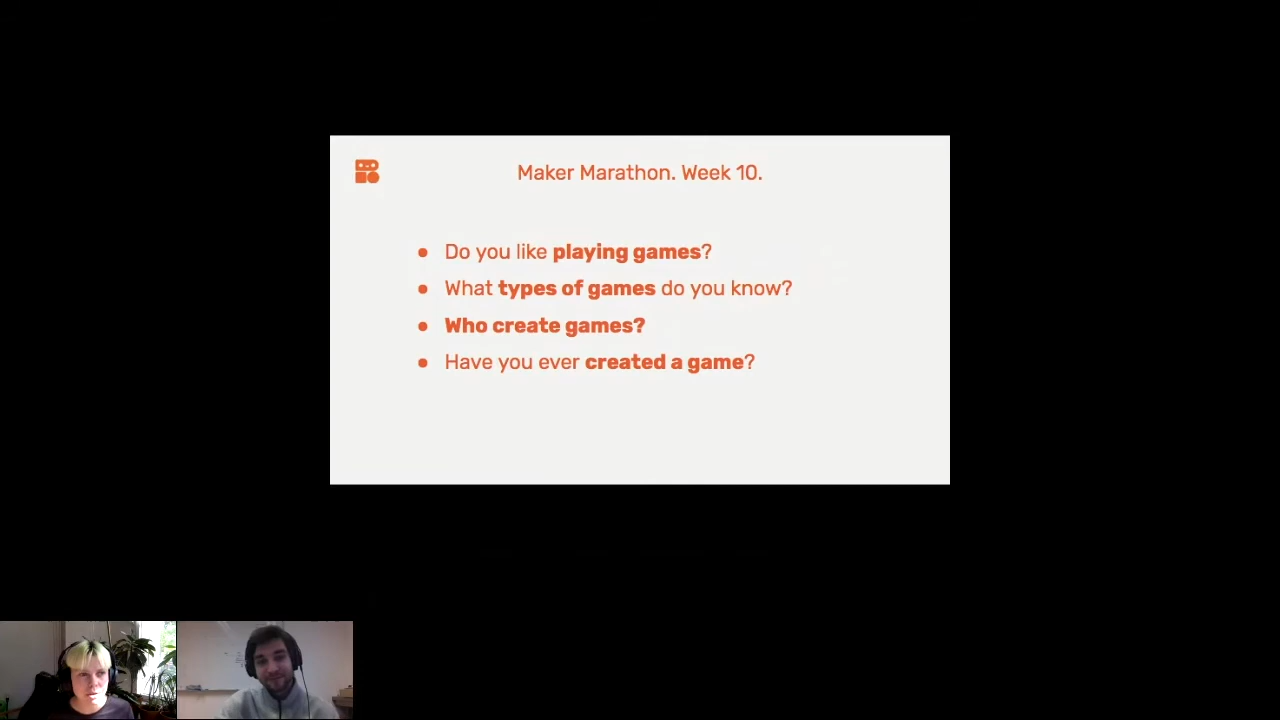 Maker Marathon. Week 10.
Do you like playing games?
What types of games do you know?
Who create games?
Have you ever created a game?